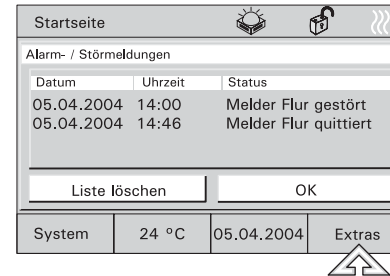 Startseite
Alarm- / Störmeldungen
Datum Uhrzeit Status
05.04.2004 14:00 Melder Flur gestört
05.04.2004 14:46 Melder Flur quittiert
Liste löschen OK
System 24 °C 05.04.2004 Extras